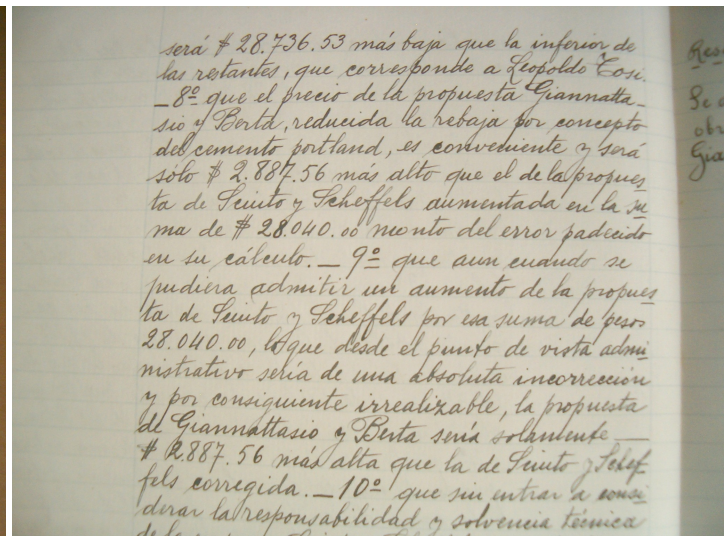 será $ 28.736.53 más baja que la inferior de
las restantes, que corresponde a Leopoldo Tosi.
_8º que el precio de la propuesta Giannatta_
sio y Berta, reducida la rebaja por concepto
del cemento portland, es conveniente y será
sólo $ 2.887.56 más alto que el de la propues
ta de Sciuto y Scheffels aumentada en la su
ma de $ 28.040.00 monto del error padecido
en su cálculo._ 9º que aun cuando se
pudiera admitir un aumento de la propues
ta de Sciuto y Scheffels por esa suma de pesos
28.040.00, lo que desde el punto de vista admi
nistrativo sería de una absoluta incorrección
y por consiguiente irrealizable, la propuesta
de Giannattasio y Berta sería solamente _
$ 2.887.56 más alta que la de Sciuto y Schef
fels corregida._ 10º que sin entrar a consi
derar la responsabilidad y solvencia técnica